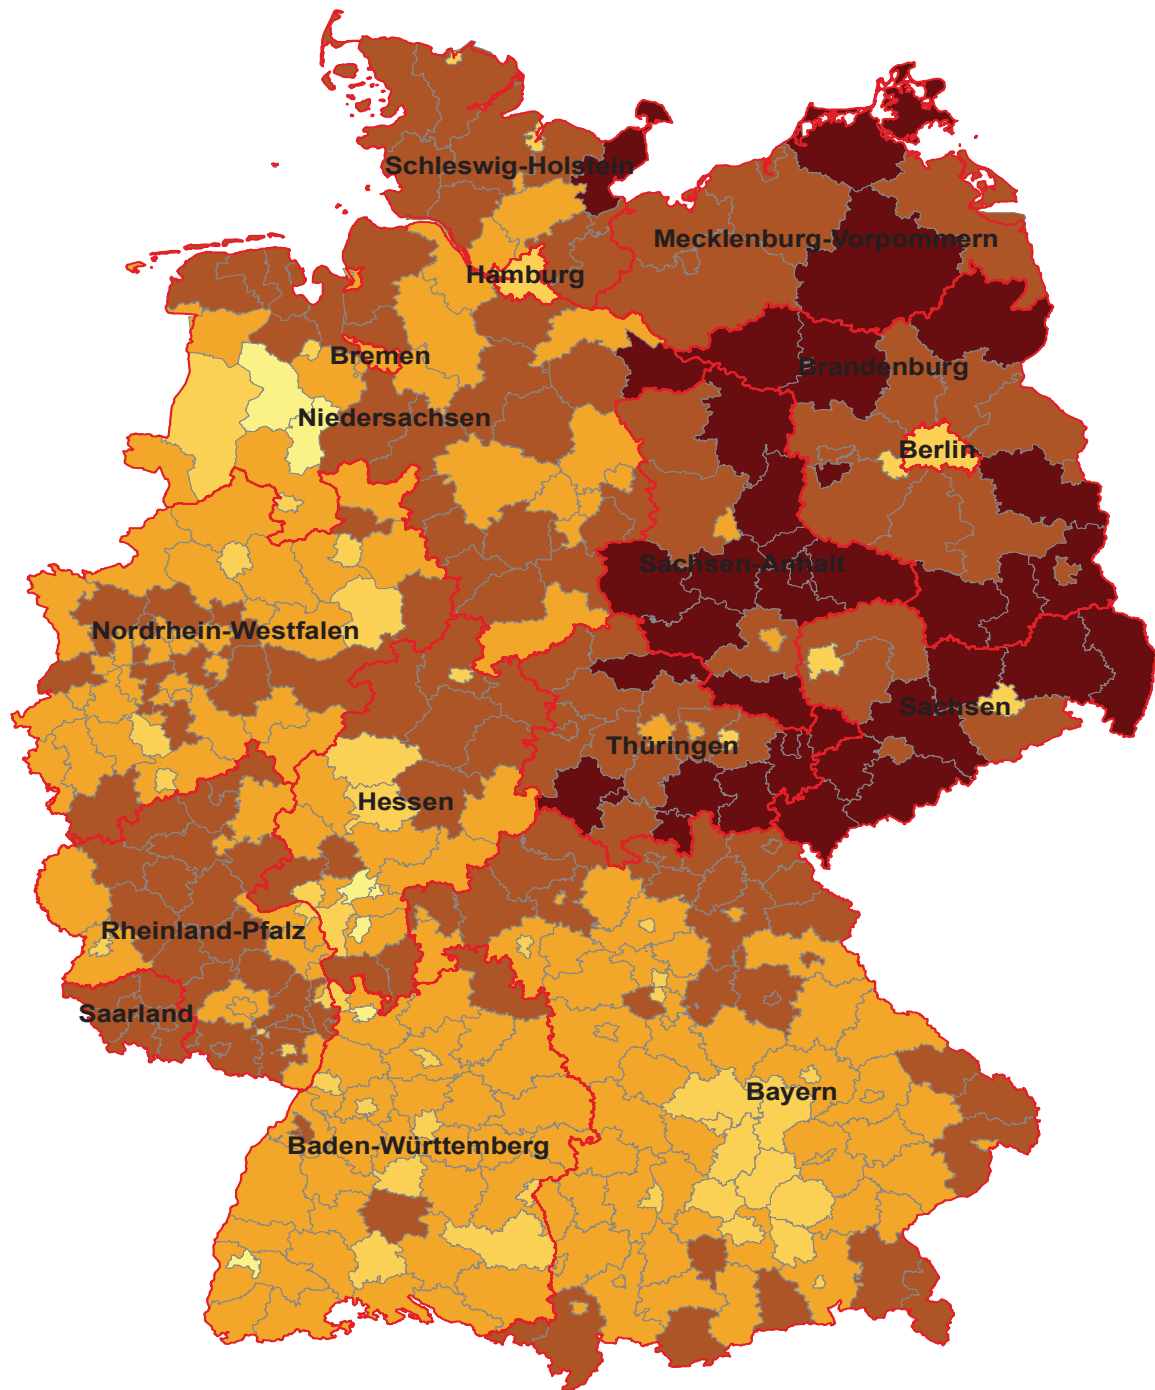 Schleswig-Holstein
Mecklenburg-Vorpommern
Hamburg
Bremen
Brandenburg
Niedersachsen
Berlin
Sachsen-Anhalt
Nordrhein-Westfalen
Sachsen
Thüringen
Hessen
Rheinland-Pfalz
Saarland
Bayern
Baden-Württemberg